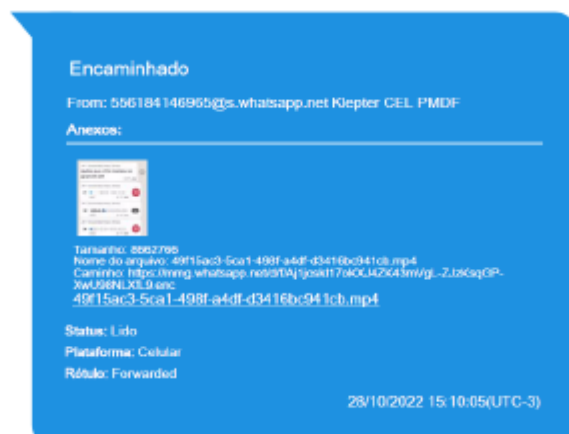 Encaminhado
From: 556184146965@s.whatsapp.net Klepter CEL PMDF
Anexos:
Tamanho: 8662766
Nome do arquivo: 49f15ac3-5ca1-498f-a4df-d3416bc941cb.mp4
Caminho:
49f15ac3-5ca1-498f-a4df-d3416bc941cb.mp4
Status: Lido
Plataforma: Celular
Rótulo: Forwarded
28/10/2022 15:10:05(UTC-3)